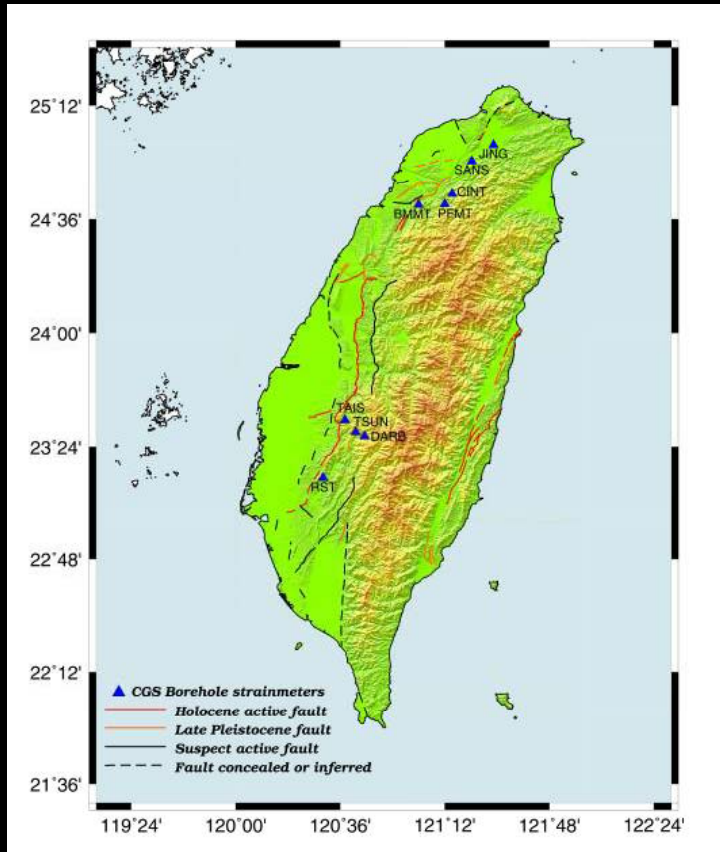 25°12'
JING
SANS
CINT
24°36'
BMMT
PFMT
24°00'
TAIS
TSUN
23°24'
DARB
RST
22°48'
22°12'
CGS Borehole strainmeters
Holocene active fault
Late Pleistocene fault
Suspect active fault
Fault concealed or inferred
21°36'
119°24' 120°00' 120°36' 121°12' 121°48' 122°24'